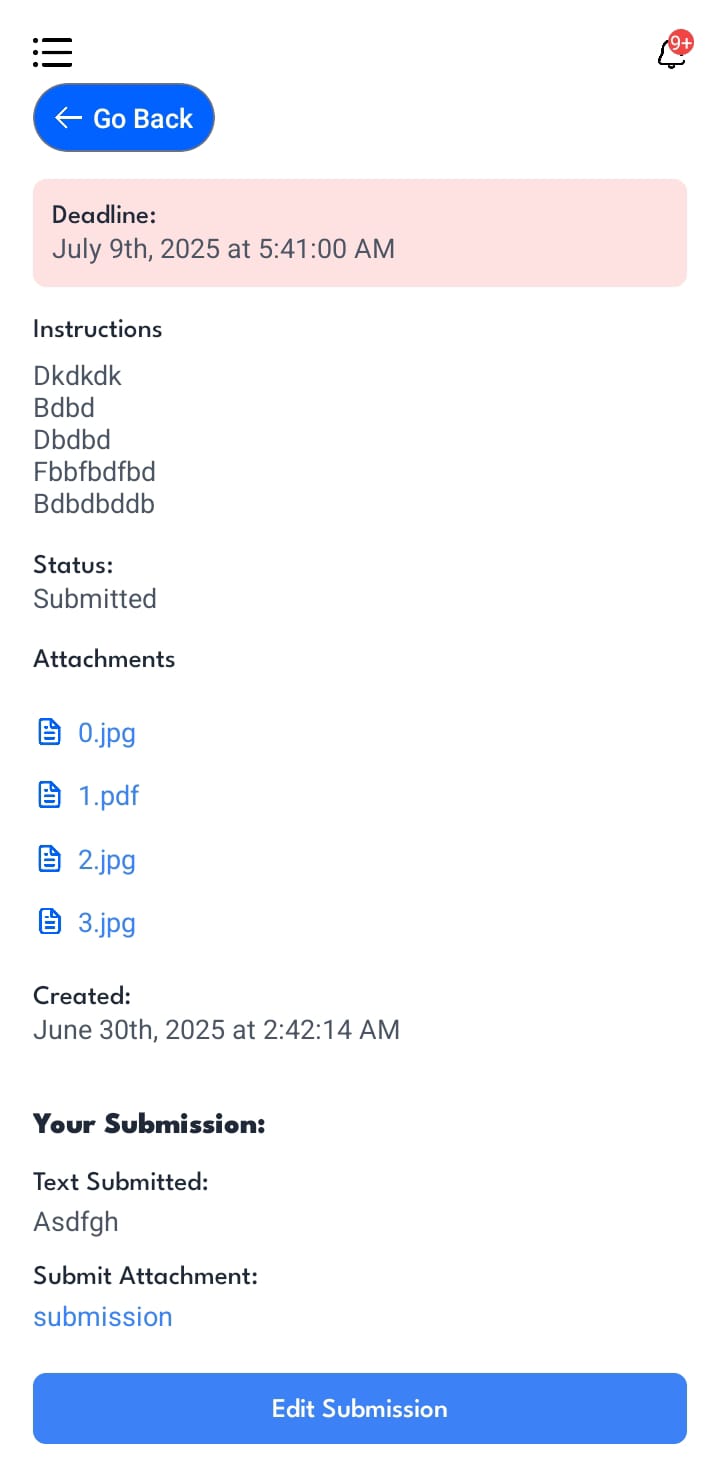 9+
Go Back
Deadline:
July 9th, 2025 at 5:41:00 AM
Instructions
Dkdkdk
Bdbd
Dbdbd
Fbbfbdfbd
Bdbdbddb
Status:
Submitted
Attachments
0.jpg
1.pdf
2.jpg
3.jpg
Created:
June 30th, 2025 at 2:42:14 AM
Your Submission:
Text Submitted:
Asdfgh
Submit Attachment:
submission
Edit Submission